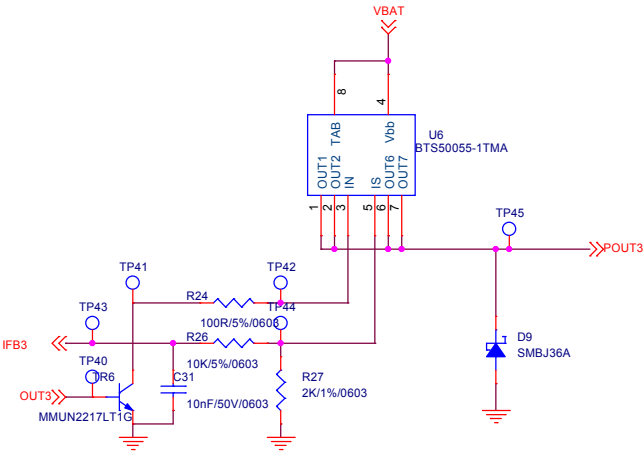 VBAT
8
4
TAB
Vbb
U6
BTS50055-1TMA
OUT1
OUT2
IN
IS
OUT6
OUT7
1
2
3
5
6
7
TP45
POUT3
TP41
TP42
R24
100R/5%/0603
TP43
TP44
R26
IFB3
10K/5%/0603
D9
SMBJ36A
TP40
TR6
C31
R27
2K/1%/0603
OUT3
10nF/50V/0603
MMUN2217LT1G